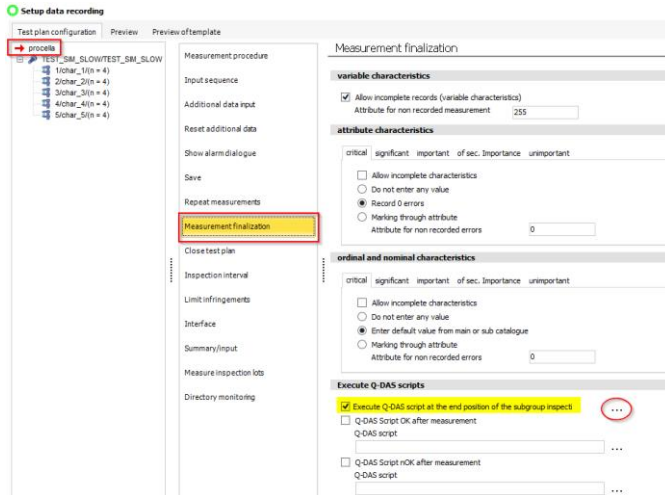 Setup data recording
Test plan configuration Preview Preview of template
procella
TEST_SIM_SLOW/TEST_SIM_SLOW
1/char_1/(n = 4)
2/char_2/(n = 4)
3/char_3/(n = 4)
4/char_4/(n = 4)
5/char_5/(n = 4)
Measurement procedure
Input sequence
Additional data input
Reset additional data
Show alarm dialogue
Save
Repeat measurements
Measurement finalization
Close test plan
Inspection interval
Limit infringements
Interface
Summary/input
Measure inspection lots
Directory monitoring
Measurement finalization
variable characteristics
Allow incomplete records (variable characteristics)
Attribute for non recorded measurement 255
attribute characteristics
critical significant important of sec. Importance unimportant
Allow incomplete characteristics
Do not enter any value
Record 0 errors
Marking through attribute
Attribute for non recorded errors 0
ordinal and nominal characteristics
critical significant important of sec. Importance unimportant
Allow incomplete characteristics
Do not enter any value
Enter default value from main or sub catalogue
Marking through attribute
Attribute for non recorded errors 0
Execute Q-DAS scripts
Execute Q-DAS script at the end position of the subgroup inspecti ...
Q-DAS Script OK after measurement
Q-DAS script
...
Q-DAS Script nOK after measurement
Q-DAS script
...